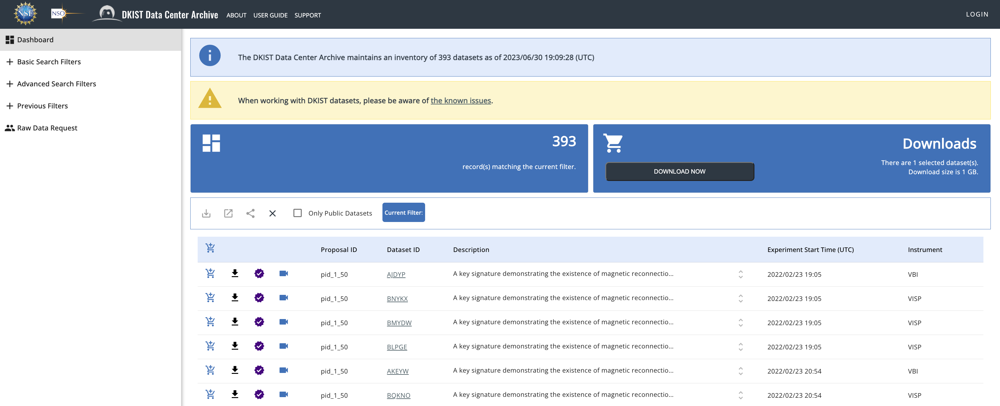 NSF
NSO
DKIST Data Center Archive
ABOUT
USER GUIDE
SUPPORT
LOGIN
Dashboard
Basic Search Filters
Advanced Search Filters
Previous Filters
Raw Data Request
The DKIST Data Center Archive maintains an inventory of 393 datasets as of 2023/06/30 19:09:28 (UTC)
When working with DKIST datasets, please be aware of the known issues.
393
record(s) matching the current filter.
Downloads
There are 1 selected dataset(s).
Download size is 1 GB.
DOWNLOAD NOW
Only Public Datasets
Current Filter:
Proposal ID Dataset ID Description Experiment Start Time (UTC) Instrument
pid_1_50 AJDYP A key signature demonstrating the existence of magnetic reconnectio... 2022/02/23 19:05 VBI
pid_1_50 BNYKX A key signature demonstrating the existence of magnetic reconnectio... 2022/02/23 19:05 VISP
pid_1_50 BMYDW A key signature demonstrating the existence of magnetic reconnectio... 2022/02/23 19:05 VISP
pid_1_50 BLPGE A key signature demonstrating the existence of magnetic reconnectio... 2022/02/23 19:05 VISP
pid_1_50 AKEYW A key signature demonstrating the existence of magnetic reconnectio... 2022/02/23 20:54 VBI
pid_1_50 BQKNO A key signature demonstrating the existence of magnetic reconnectio... 2022/02/23 20:54 VISP